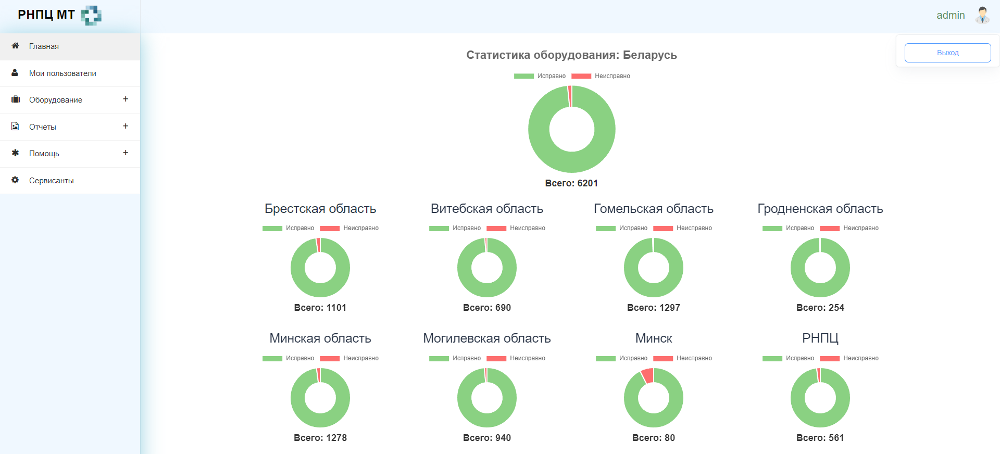 РНПЦ МТ
admin
Выход
Главная
Мои пользователи
Оборудование +
Отчеты +
Помощь +
Сервисанты
Статистика оборудования: Беларусь
Исправно Неисправно
Всего: 6201
Брестская область Витебская область Гомельская область Гродненская область
Исправно Неисправно Исправно Неисправно Исправно Неисправно Исправно Неисправно
Всего: 1101 Всего: 690 Всего: 1297 Всего: 254
Минская область Могилевская область Минск РНПЦ
Исправно Неисправно Исправно Неисправно Исправно Неисправно Исправно Неисправно
Всего: 1278 Всего: 940 Всего: 80 Всего: 561